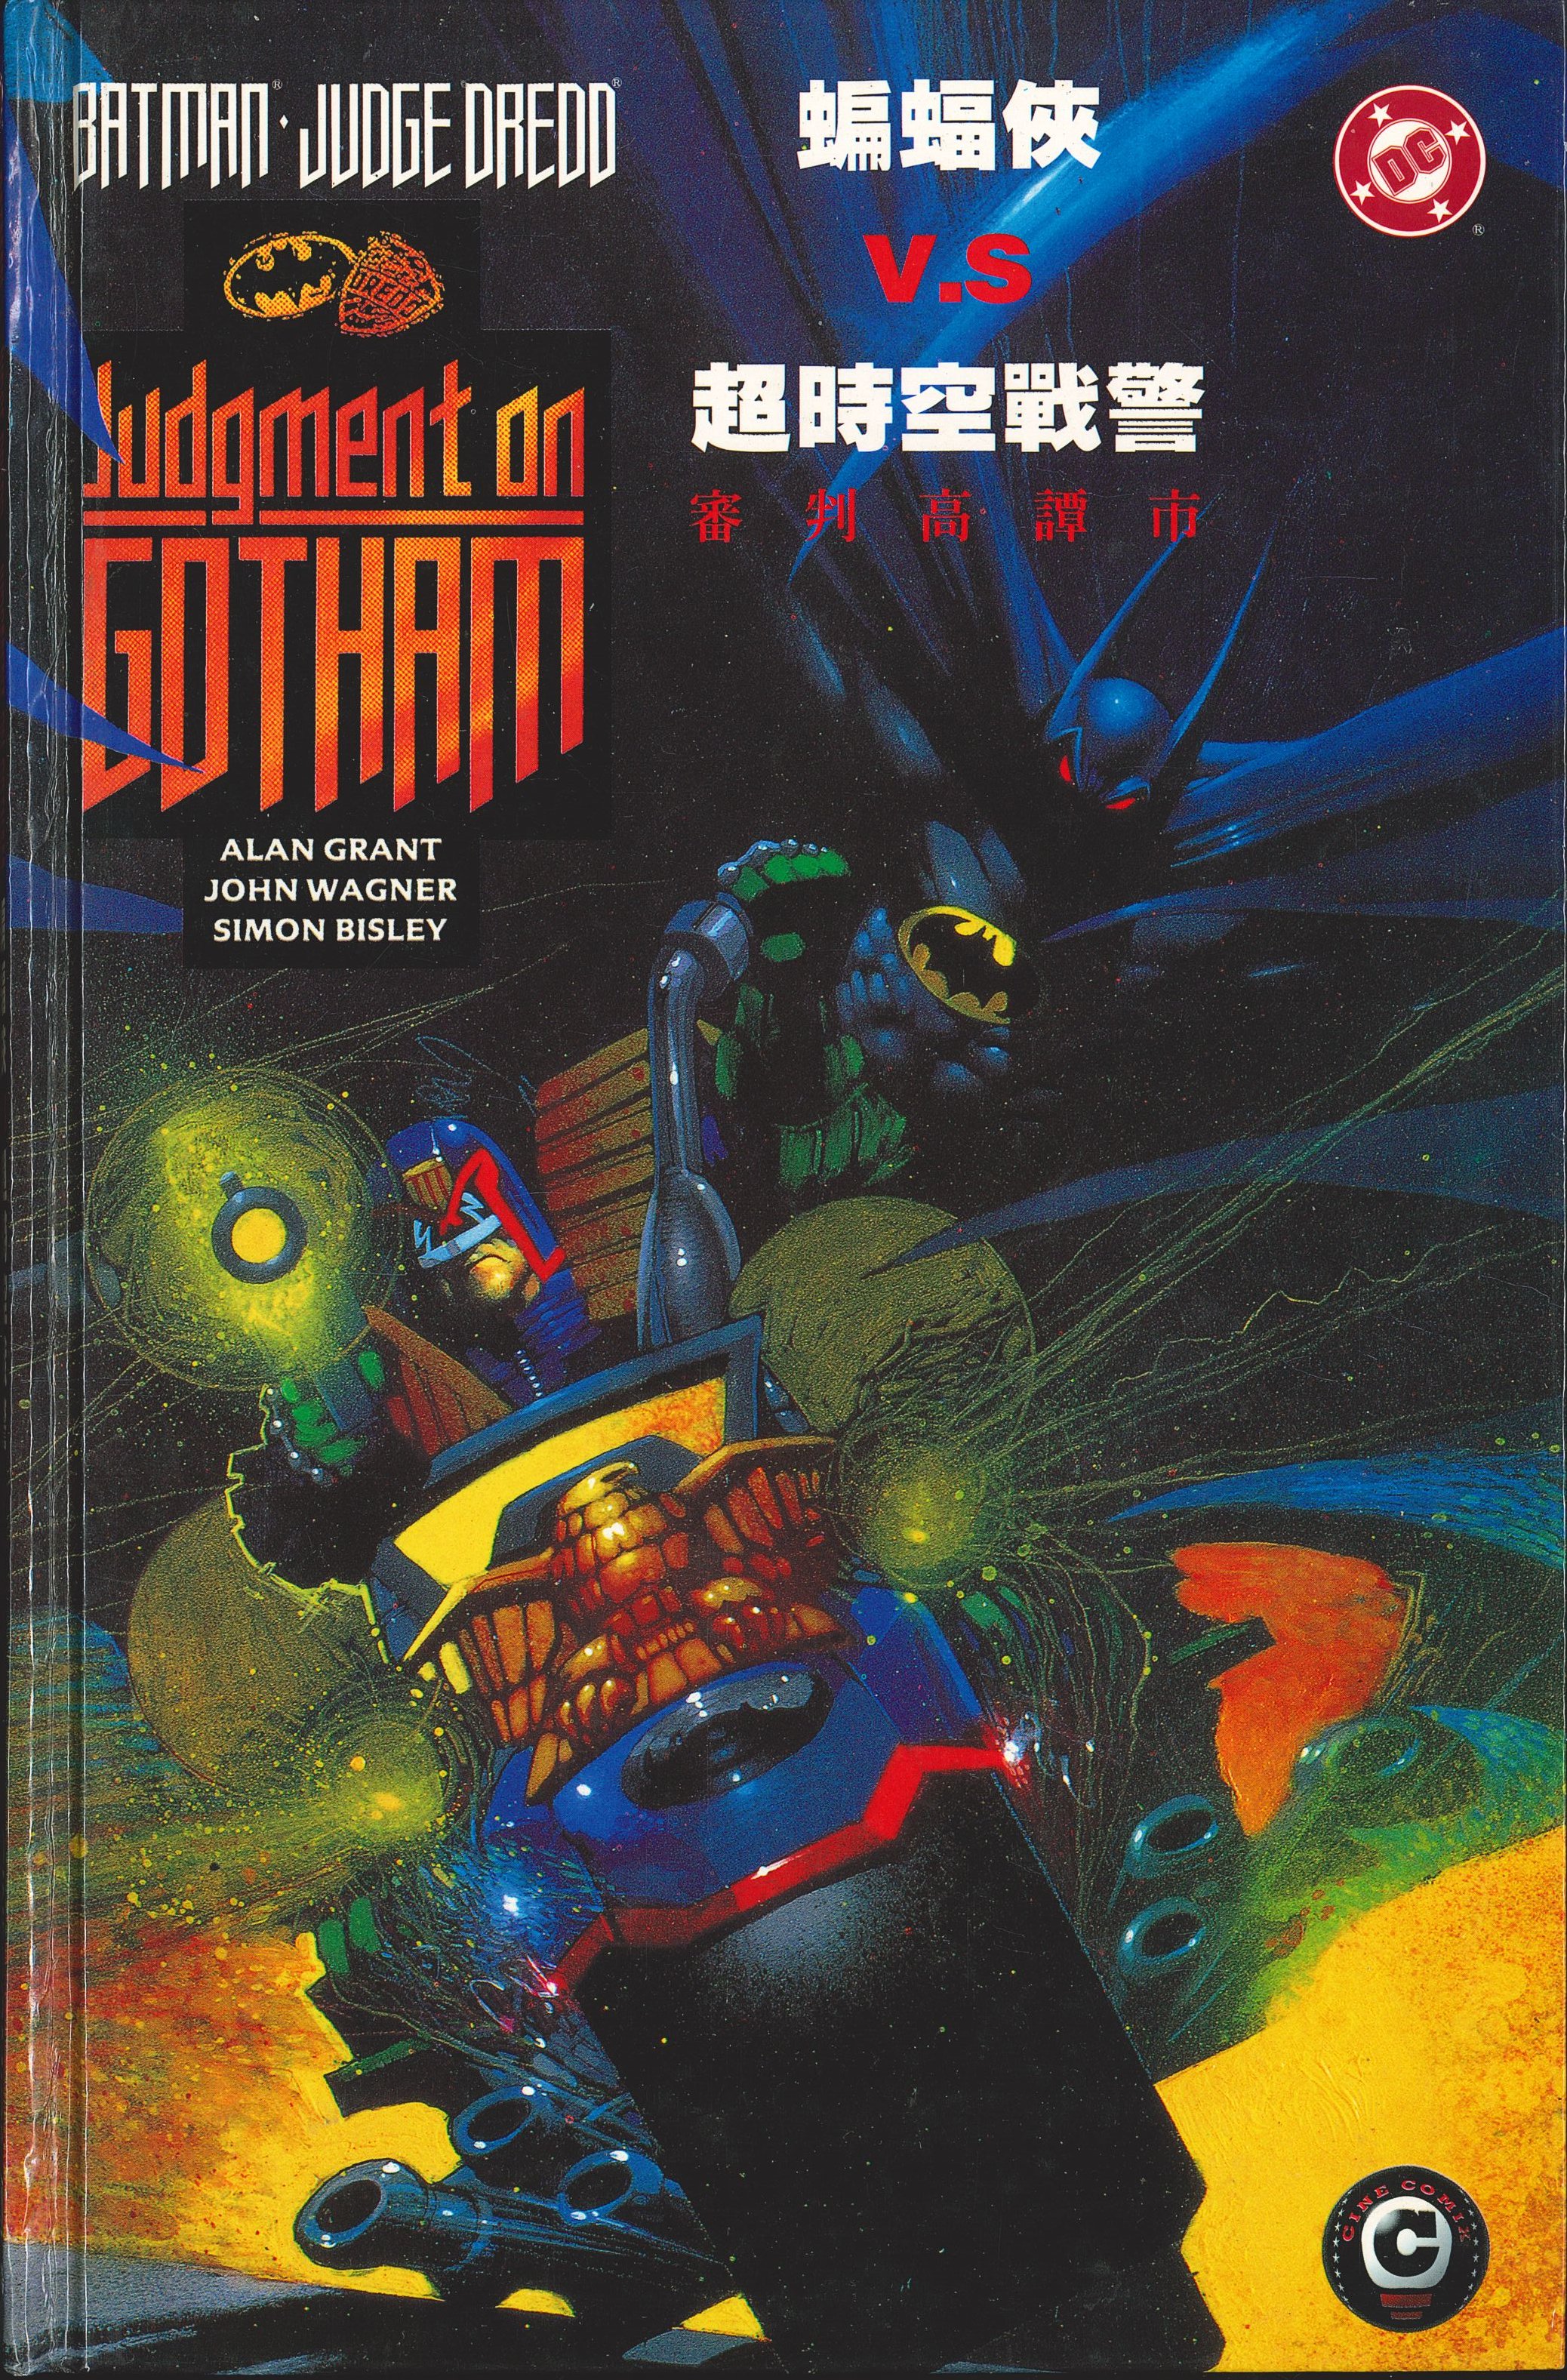 BATMAN® · JUDGE DREDD®
DREDD
Judgment on
GOTHAM
ALAN GRANT
JOHN WAGNER
SIMON BISLEY
蝙蝠俠
V.S
超時空戰警
審判高譚市
DC
®
CINE COMIX
C